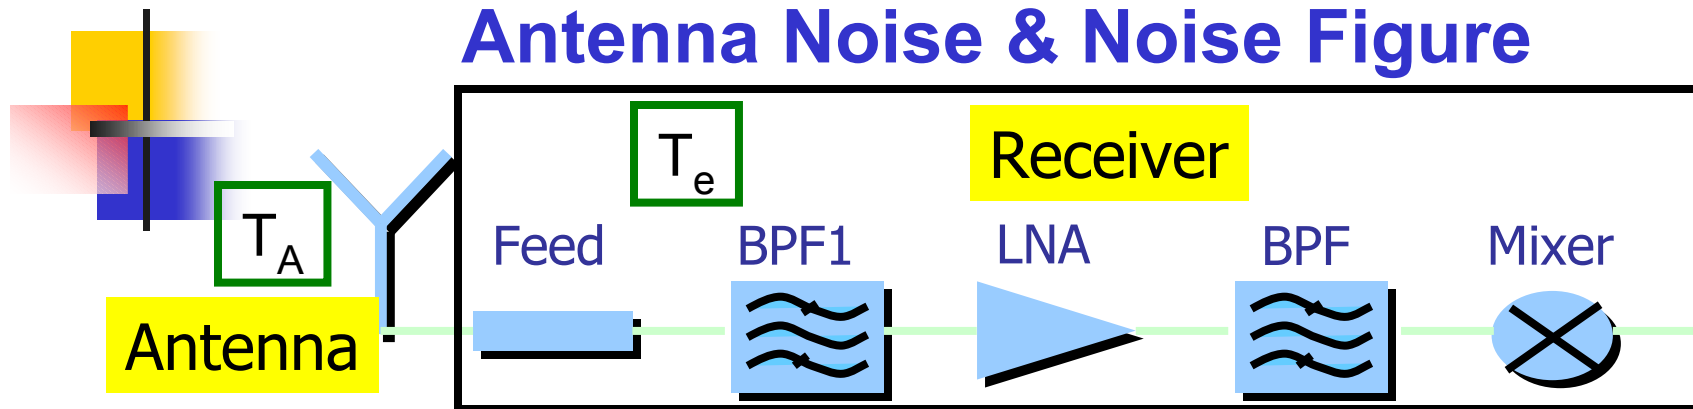 Antenna Noise & Noise Figure
Te
Receiver
TA
Feed BPF1 LNA BPF Mixer
Antenna